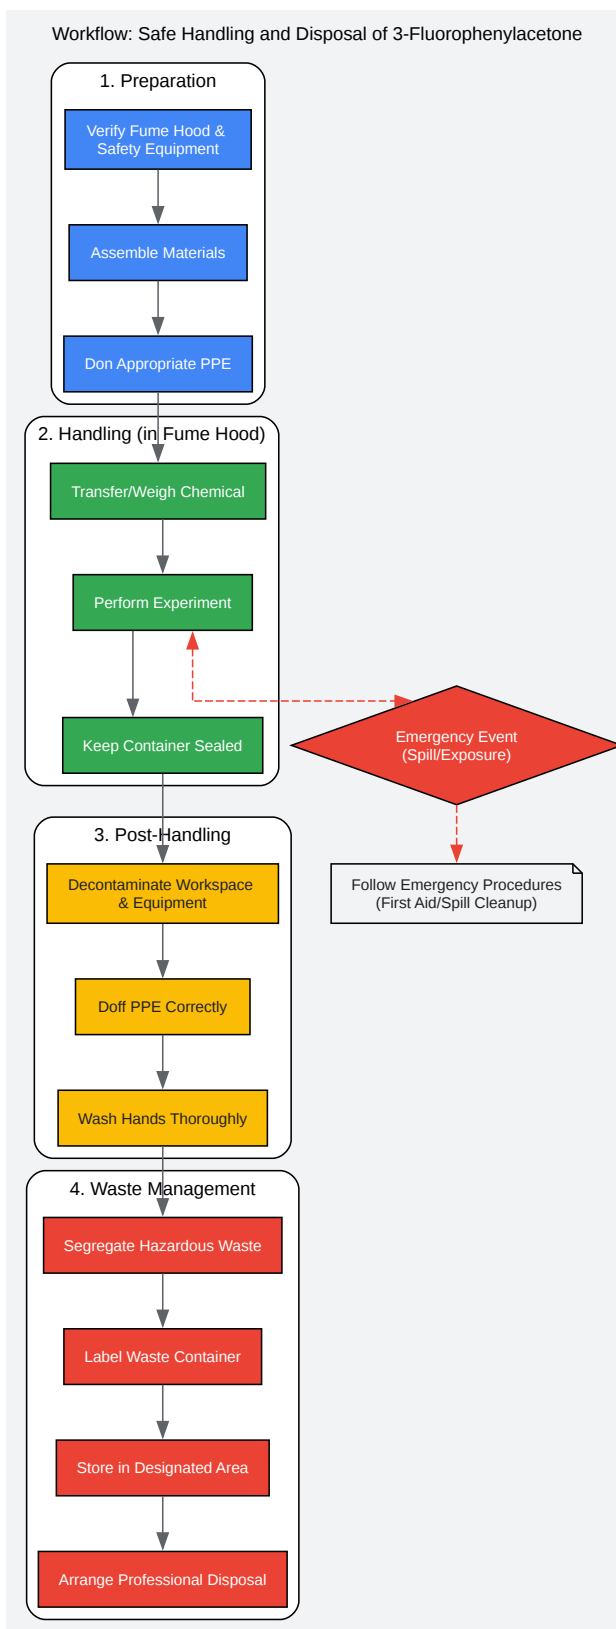 Workflow: Safe Handling and Disposal of 3-Fluorophenylacetone
1. Preparation
Verify Fume Hood &
Safety Equipment
Assemble Materials
Don Appropriate PPE
2. Handling (in Fume Hood)
Transfer/Weigh Chemical
Perform Experiment
Keep Container Sealed
Emergency Event
(Spill/Exposure)
Follow Emergency Procedures
(First Aid/Spill Cleanup)
3. Post-Handling
Decontaminate Workspace
& Equipment
Doff PPE Correctly
Wash Hands Thoroughly
4. Waste Management
Segregate Hazardous Waste
Label Waste Container
Store in Designated Area
Arrange Professional Disposal